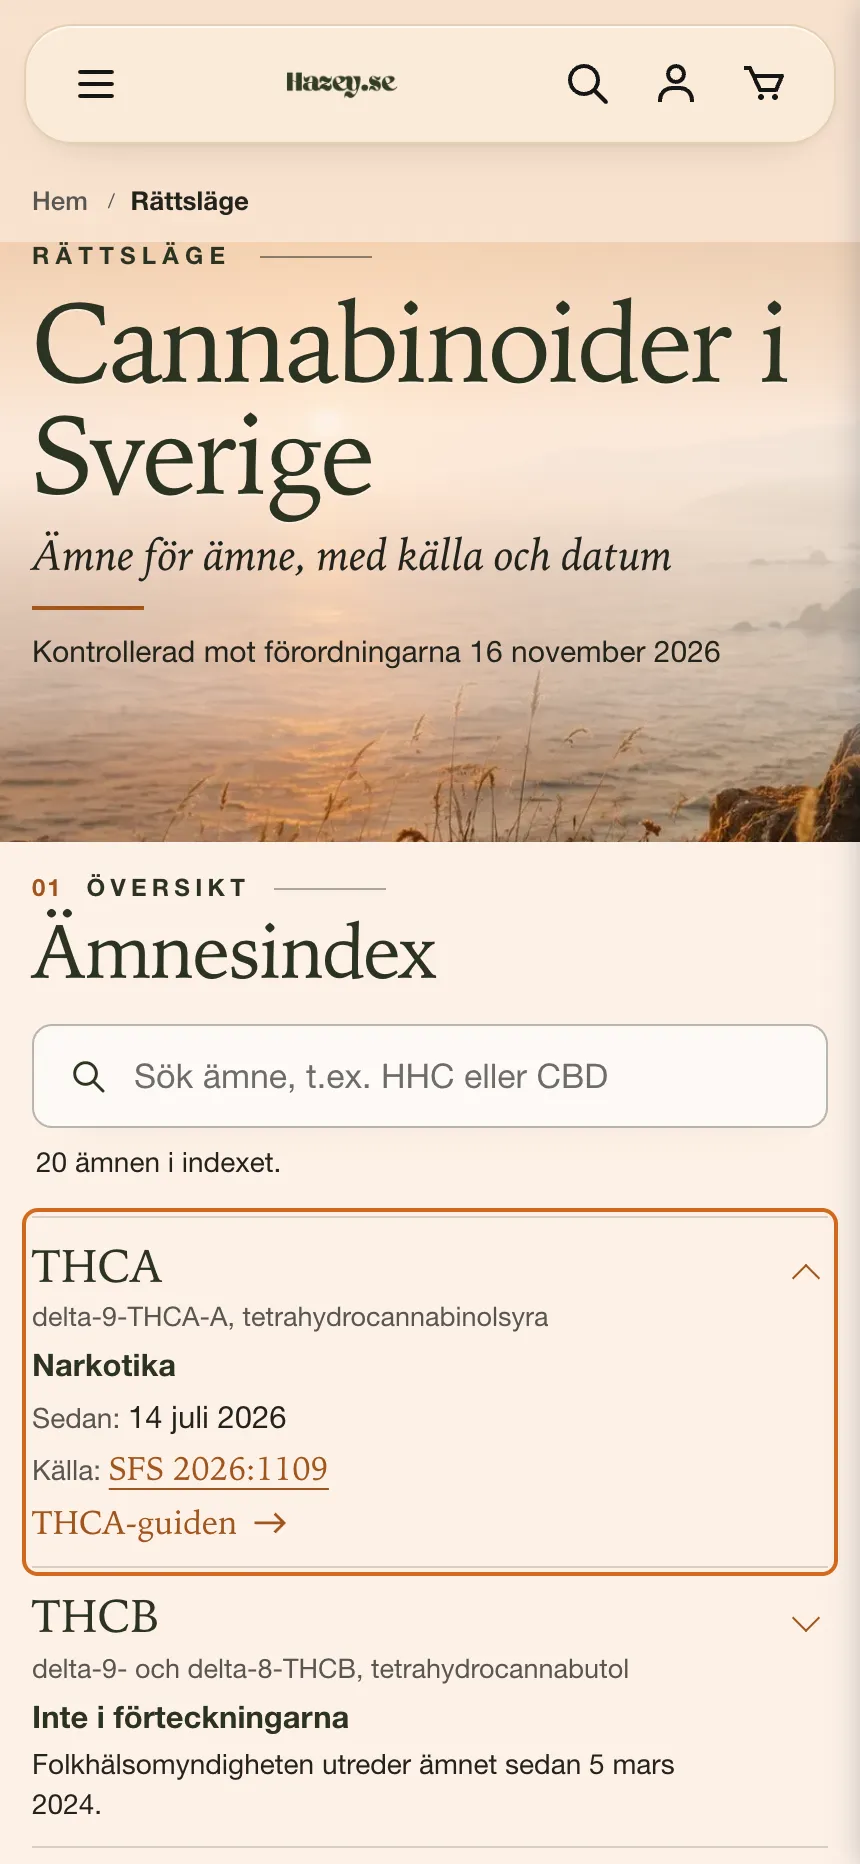 Hazey.se
Hem / Rättsläge
RÄTTSLÄGE
Cannabinoider i
Sverige
Ämne för ämne, med källa och datum
Kontrollerad mot förordningarna 16 november 2026
01 ÖVERSIKT
Ämnesindex
Sök ämne, t.ex. HHC eller CBD
20 ämnen i indexet.
THCA
delta-9-THCA-A, tetrahydrocannabinolsyra
Narkotika
Sedan: 14 juli 2026
Källa: SFS 2026:1109
THCA-guiden →
THCB
delta-9- och delta-8-THCB, tetrahydrocannabutol
Inte i förteckningarna
Folkhälsomyndigheten utreder ämnet sedan 5 mars
2024.